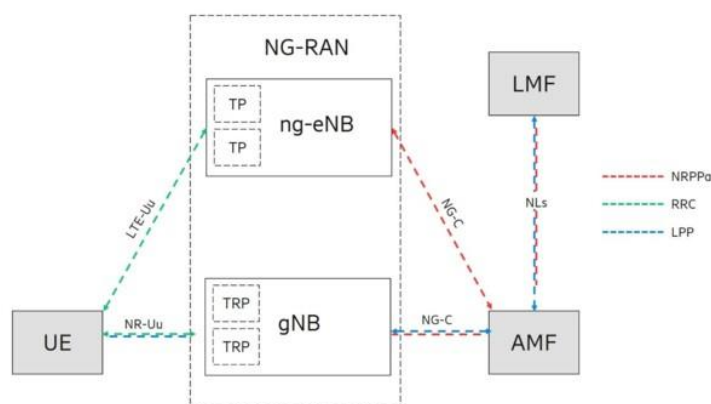 NG-RAN
TP
TP
ng-eNB
LMF
NRPPa
RRC
LPP
LTE-Uu
NG-C
NLs
UE
NR-Uu
TRP
TRP
gNB
NG-C
AMF